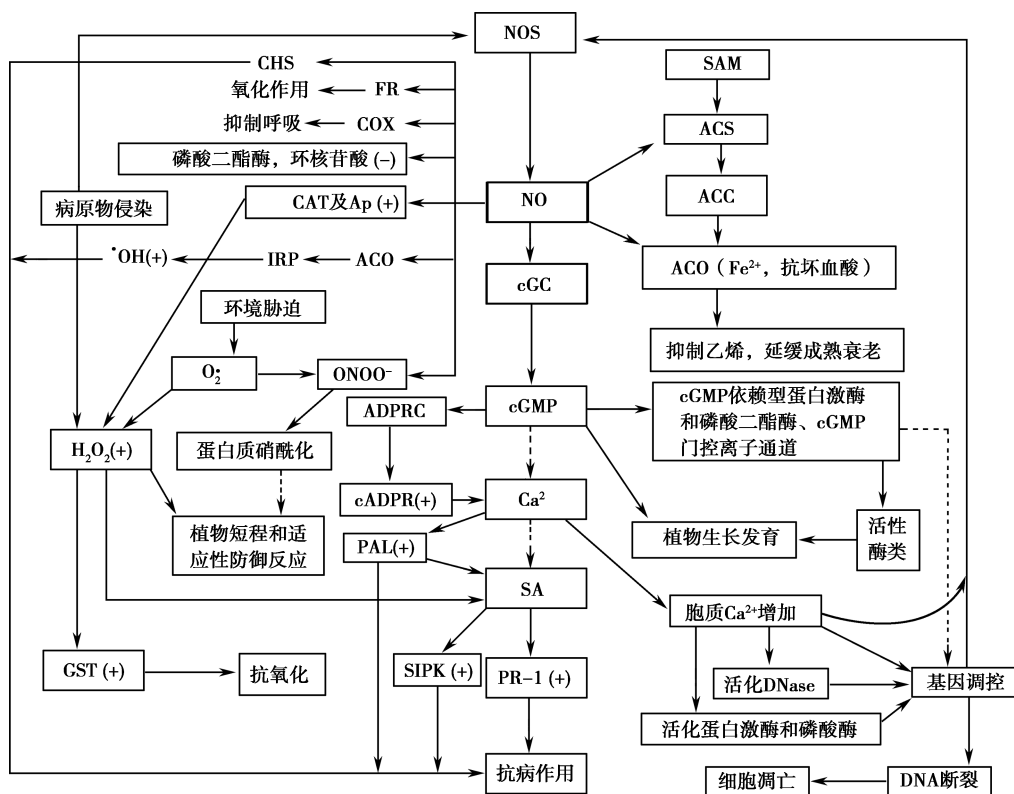 NOS
CHS
SAM
氧化作用
FR
抑制呼吸
COX
ACS
磷酸二酯酶，环核苷酸 (−)
病原物侵染
CAT及Ap (+)
NO
ACC
•OH(+)
IRP
ACO
cGC
ACO（Fe²⁺，抗坏血酸）
环境胁迫
抑制乙烯，延缓成熟衰老
O₂•
ONOO⁻
ADPRC
cGMP
cGMP依赖型蛋白激酶
和磷酸二酯酶、cGMP
门控离子通道
H₂O₂(+)
蛋白质硝酰化
cADPR(+)
Ca²
植物短程和适
应性防御反应
PAL(+)
植物生长发育
活性
酶类
SA
胞质Ca²⁺增加
GST (+)
抗氧化
SIPK (+)
PR−1 (+)
活化DNase
基因调控
活化蛋白激酶和磷酸酶
抗病作用
细胞凋亡
DNA断裂